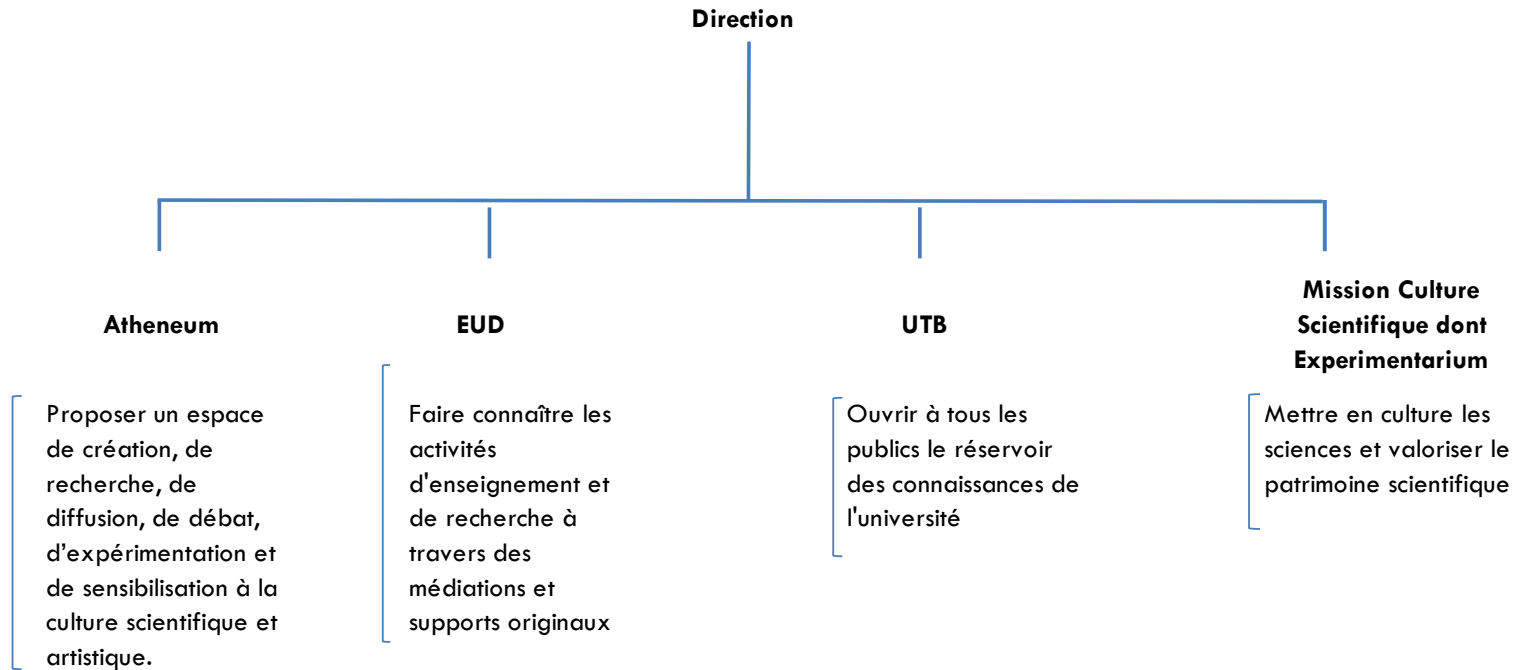 Direction
Atheneum
Proposer un espace
de création, de
recherche, de
diffusion, de débat,
d’expérimentation et
de sensibilisation à la
culture scientifique et
artistique.
EUD
Faire connaître les
activités
d'enseignement et
de recherche à
travers des
médiations et
supports originaux
UTB
Ouvrir à tous les
publics le réservoir
des connaissances de
l'université
Mission Culture
Scientifique dont
Experimentarium
Mettre en culture les
sciences et valoriser le
patrimoine scientifique